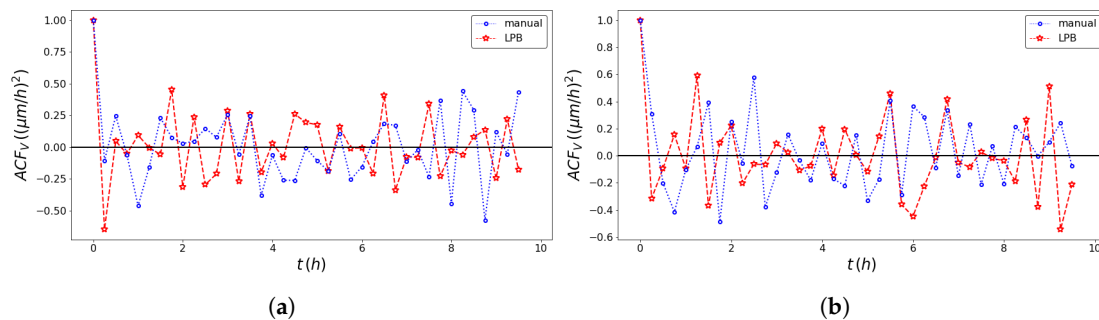 1.00
0.75
0.50
0.25
0.00
−0.25
−0.50
ACF_V ((μm/h)²)
0 2 4 6 8 10
t (h)
manual
LPB
(a)
1.0
0.8
0.6
0.4
0.2
0.0
−0.2
−0.4
−0.6
ACF_V ((μm/h)²)
0 2 4 6 8 10
t (h)
manual
LPB
(b)